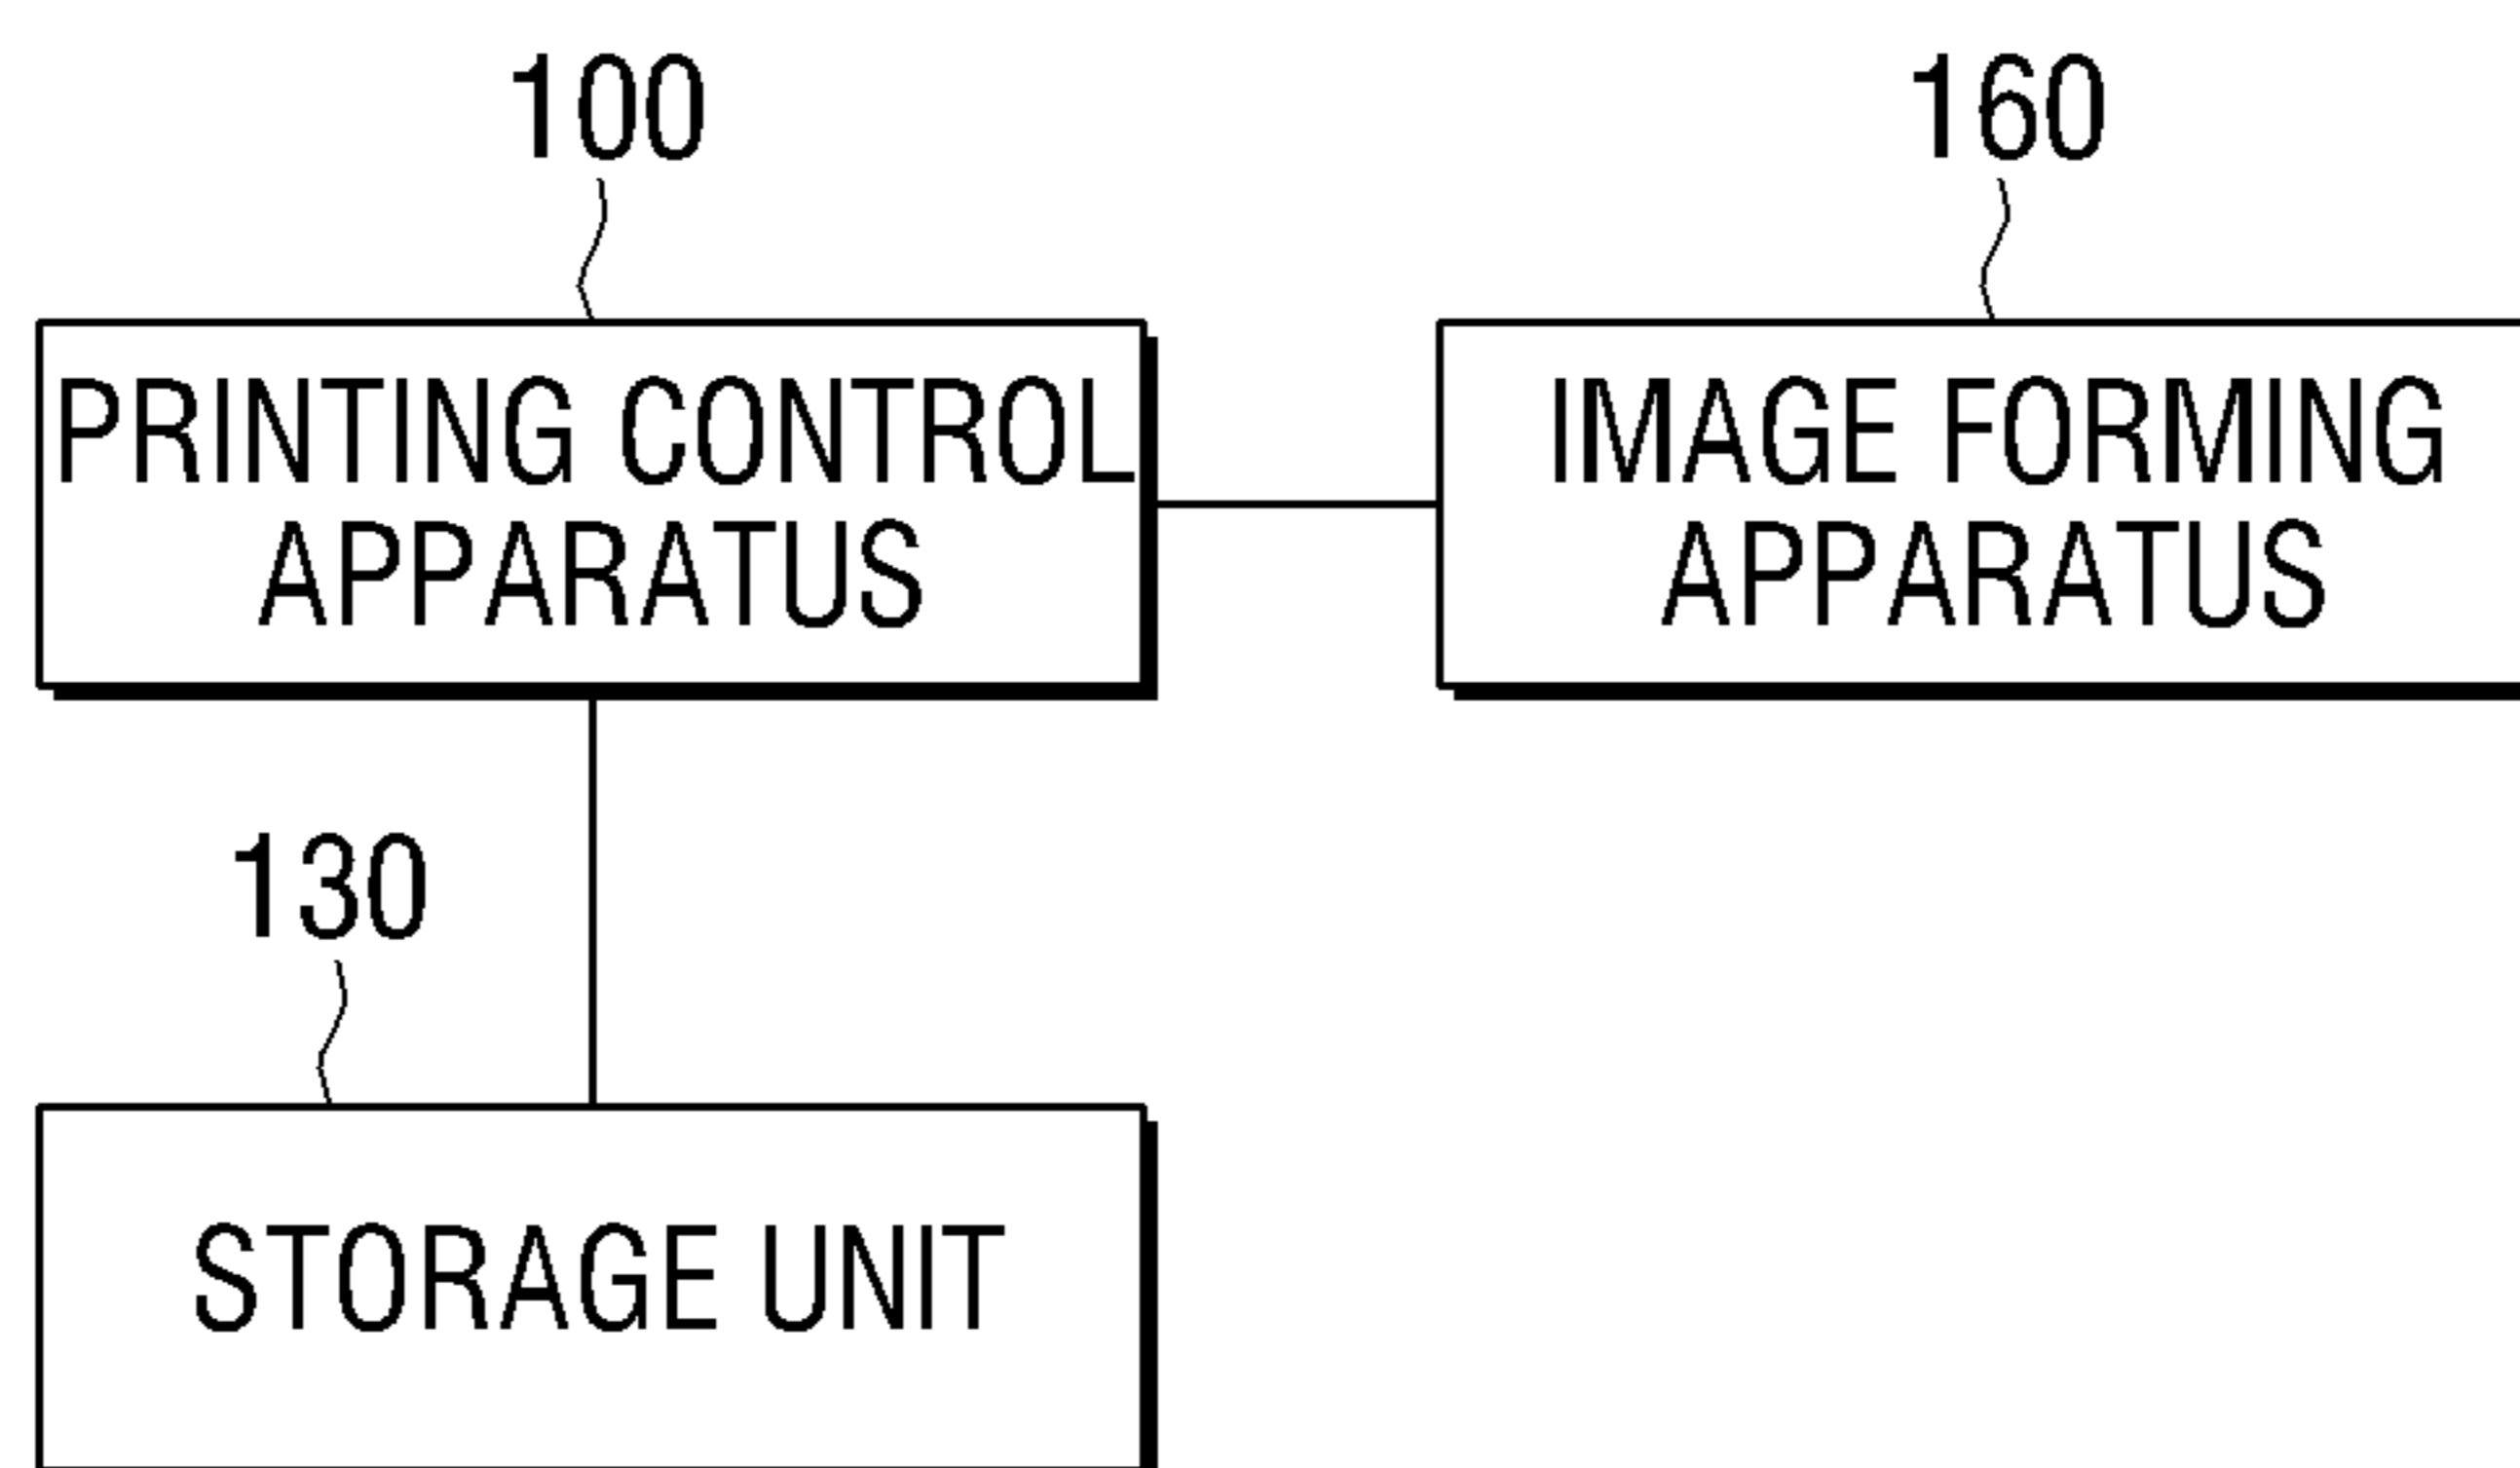 100
160
PRINTING CONTROL
APPARATUS
IMAGE FORMING
APPARATUS
130
STORAGE UNIT